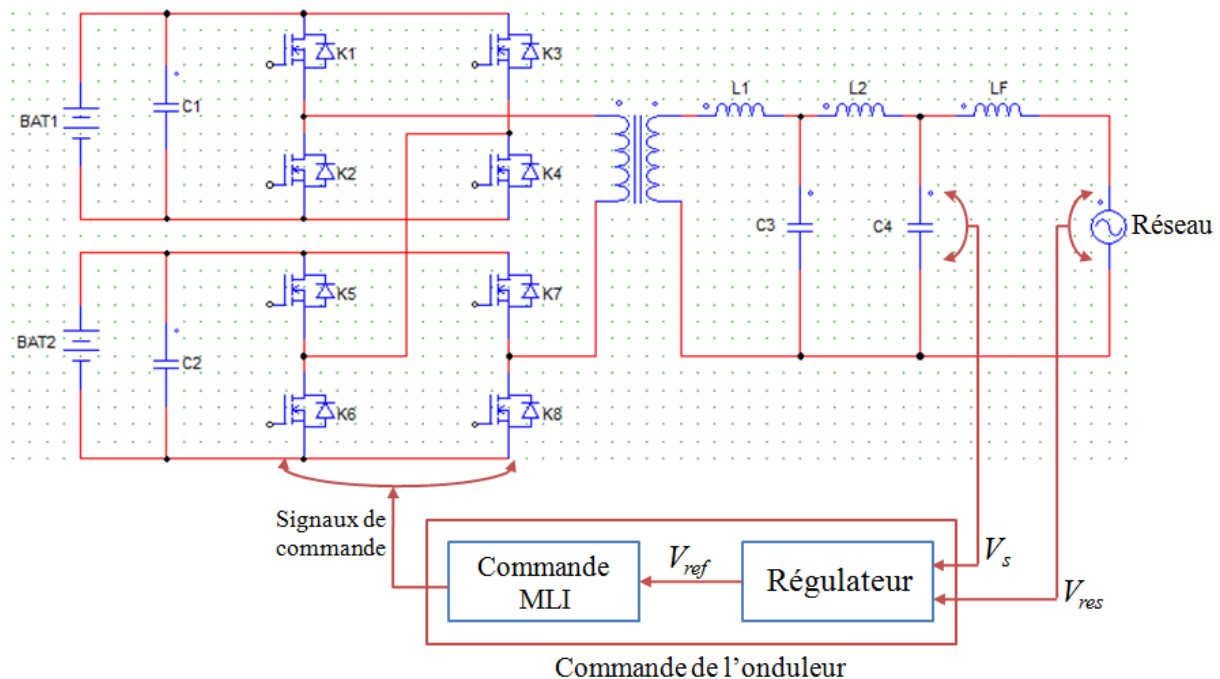 K1
K3
L1
L2
LF
BAT1
C1
K2
K4
C3
C4
Réseau
K5
K7
BAT2
C2
K6
K8
Signaux de
commande
Commande
MLI
V_ref
Régulateur
V_s
V_res
Commande de l'onduleur